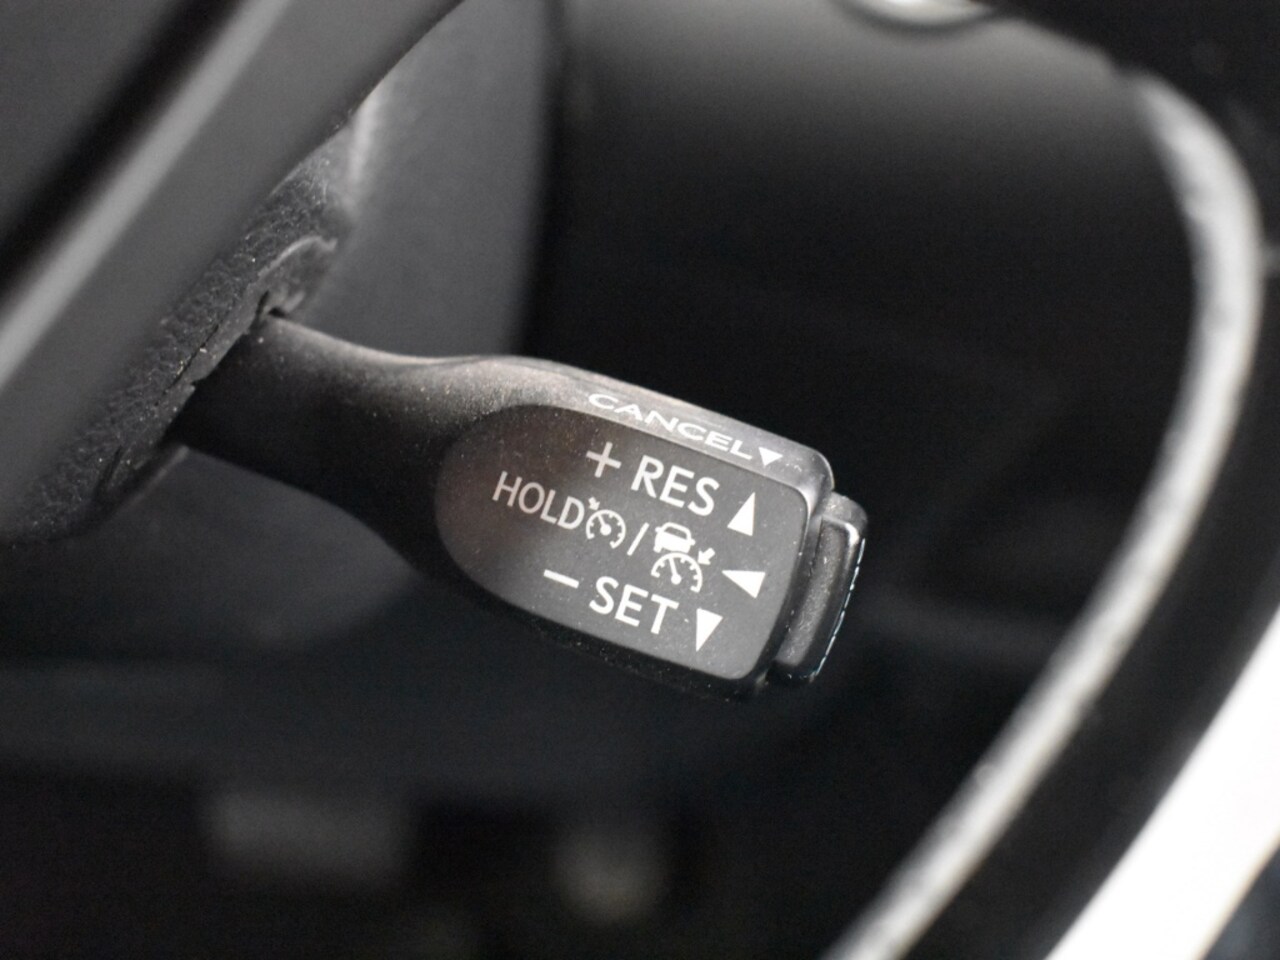 CANCEL
+ RES
HOLD /
− SET